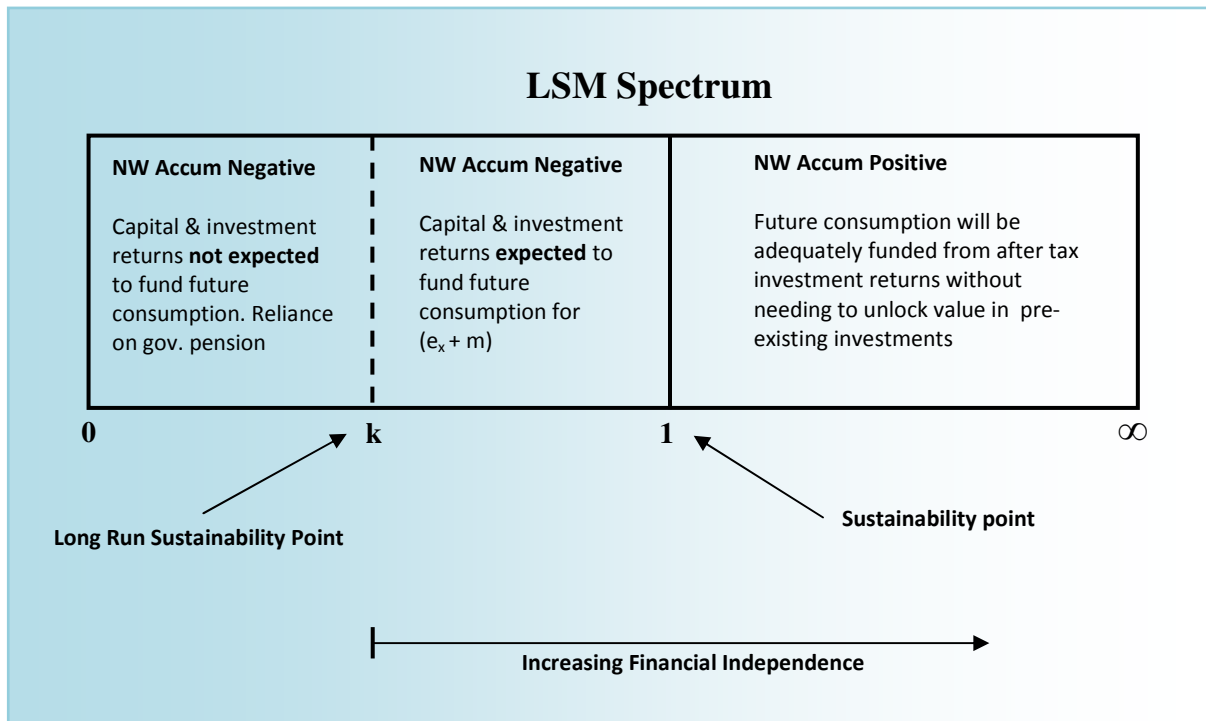 LSM Spectrum
NW Accum Negative
Capital & investment
returns not expected
to fund future
consumption. Reliance
on gov. pension
NW Accum Negative
Capital & investment
returns expected to
fund future
consumption for
(eₓ + m)
NW Accum Positive
Future consumption will be
adequately funded from after tax
investment returns without
needing to unlock value in pre-
existing investments
0
k
1
∞
Long Run Sustainability Point
Sustainability point
Increasing Financial Independence